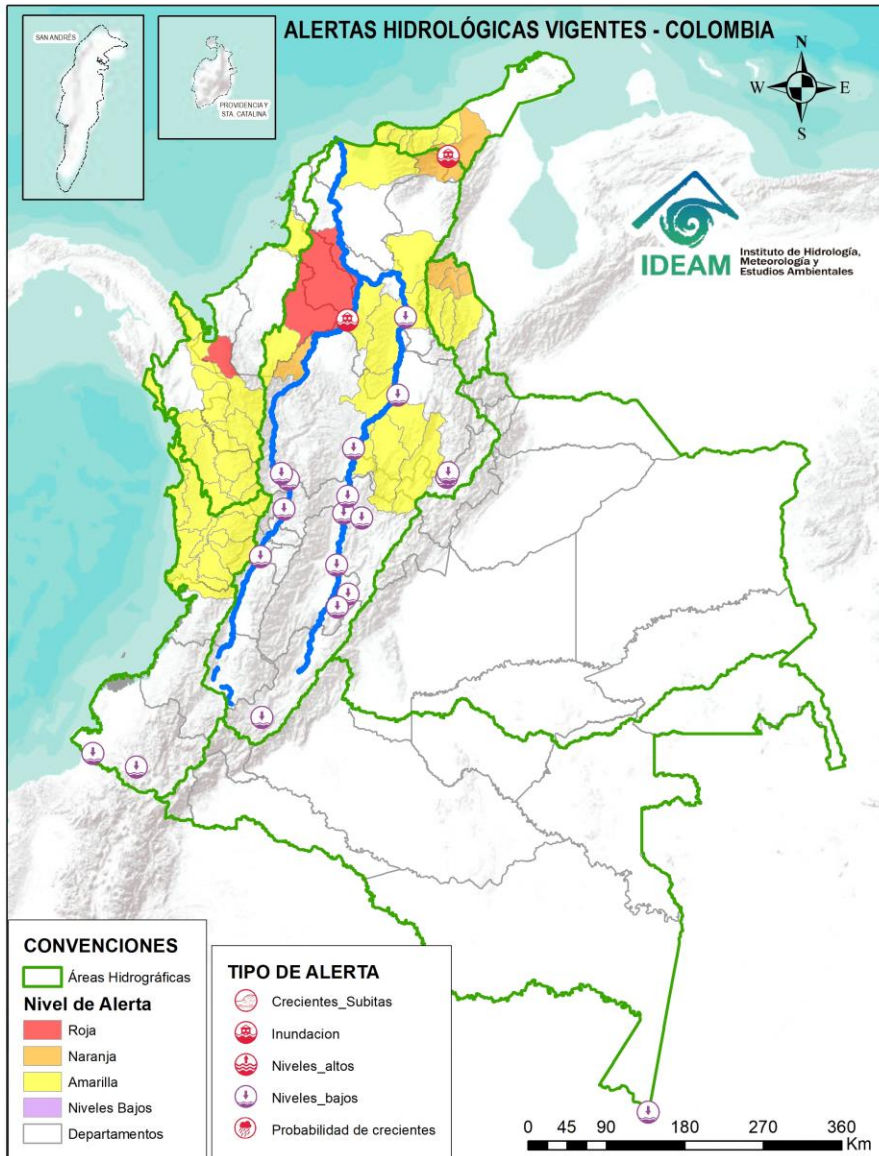 ALERTAS HIDROLÓGICAS VIGENTES - COLOMBIA
SAN ANDRÉS
PROVIDENCIA Y
STA. CATALINA
N
W
E
S
IDEAM
Instituto de Hidrología,
Meteorología y
Estudios Ambientales
CONVENCIONES
Áreas Hidrográficas
Nivel de Alerta
Roja
Naranja
Amarilla
Niveles Bajos
Departamentos
TIPO DE ALERTA
Crecientes_Subitas
Inundacion
Niveles_altos
Niveles_bajos
Probabilidad de crecientes
0 45 90 180 270 360
Km